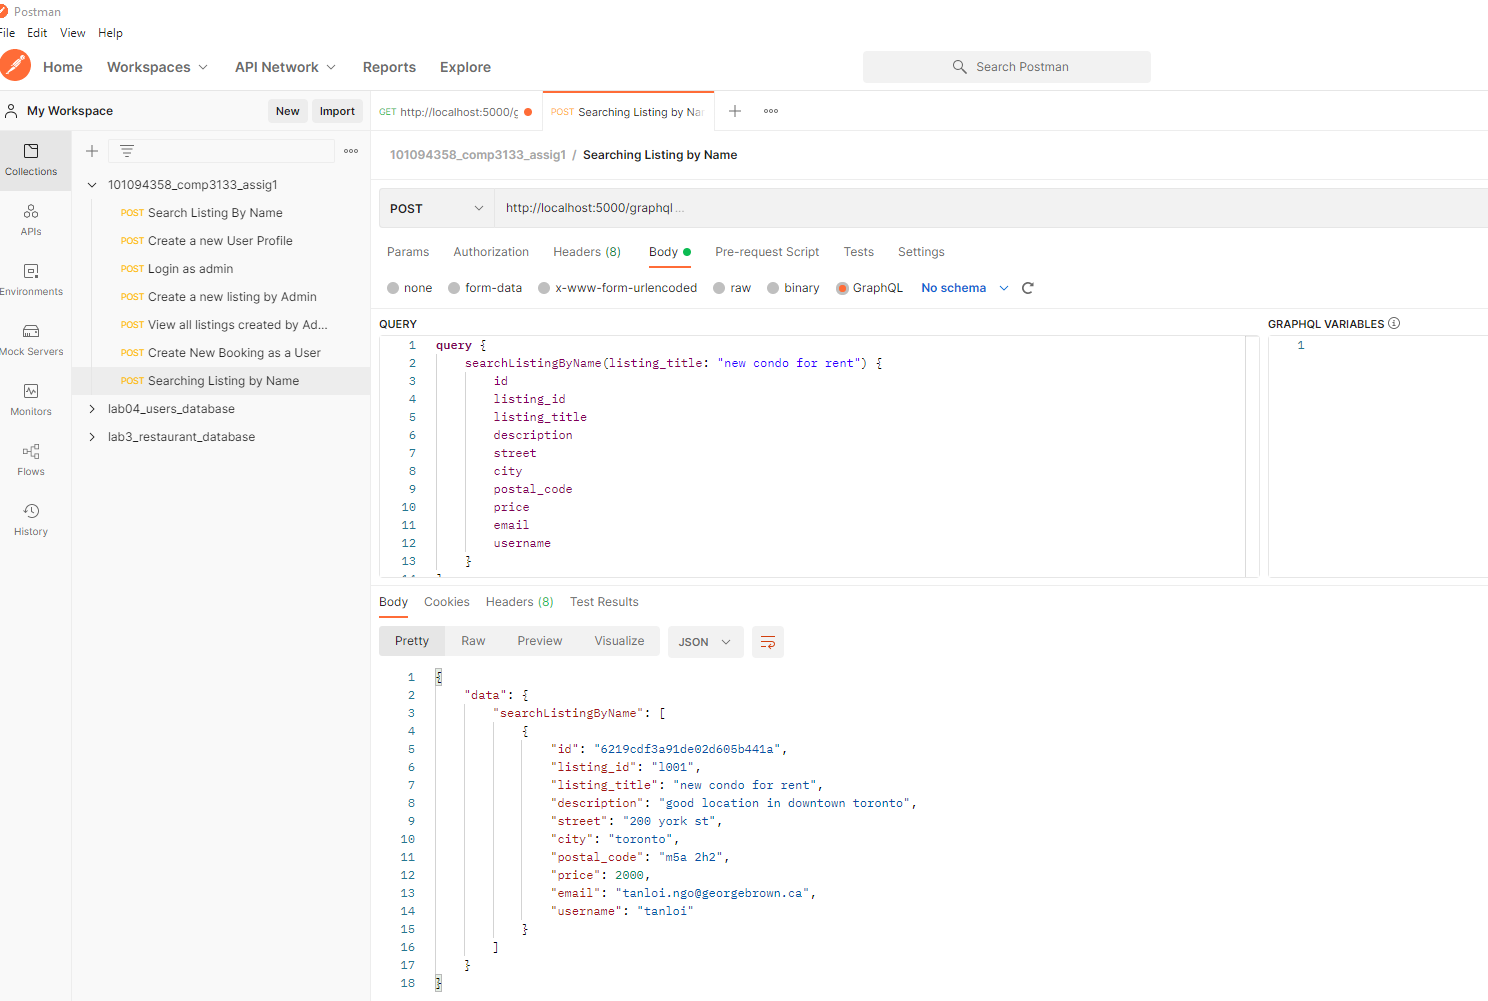 Postman
File Edit View Help
Home Workspaces API Network Reports Explore Search Postman
My Workspace New Import
GET http://localhost:5000/g POST Searching Listing by Na
Collections
APIs
Environments
Mock Servers
Monitors
Flows
History
101094358_comp3133_assig1
POST Search Listing By Name
POST Create a new User Profile
POST Login as admin
POST Create a new listing by Admin
POST View all listings created by Ad...
POST Create New Booking as a User
POST Searching Listing by Name
lab04_users_database
lab3_restaurant_database
101094358_comp3133_assig1 / Searching Listing by Name
POST http://localhost:5000/graphql ...
Params Authorization Headers (8) Body Pre-request Script Tests Settings
none form-data x-www-form-urlencoded raw binary GraphQL No schema
QUERY
1 query {
2 searchListingByName(listing_title: "new condo for rent") {
3 id
4 listing_id
5 listing_title
6 description
7 street
8 city
9 postal_code
10 price
11 email
12 username
13 }
GRAPHQL VARIABLES
1
Body Cookies Headers (8) Test Results
Pretty Raw Preview Visualize JSON
1 {
2 "data": {
3 "searchListingByName": [
4 {
5 "id": "6219cdf3a91de02d605b441a",
6 "listing_id": "l001",
7 "listing_title": "new condo for rent",
8 "description": "good location in downtown toronto",
9 "street": "200 york st",
10 "city": "toronto",
11 "postal_code": "m5a 2h2",
12 "price": 2000,
13 "email": "tanloi.ngo@georgebrown.ca",
14 "username": "tanloi"
15 }
16 ]
17 }
18 }